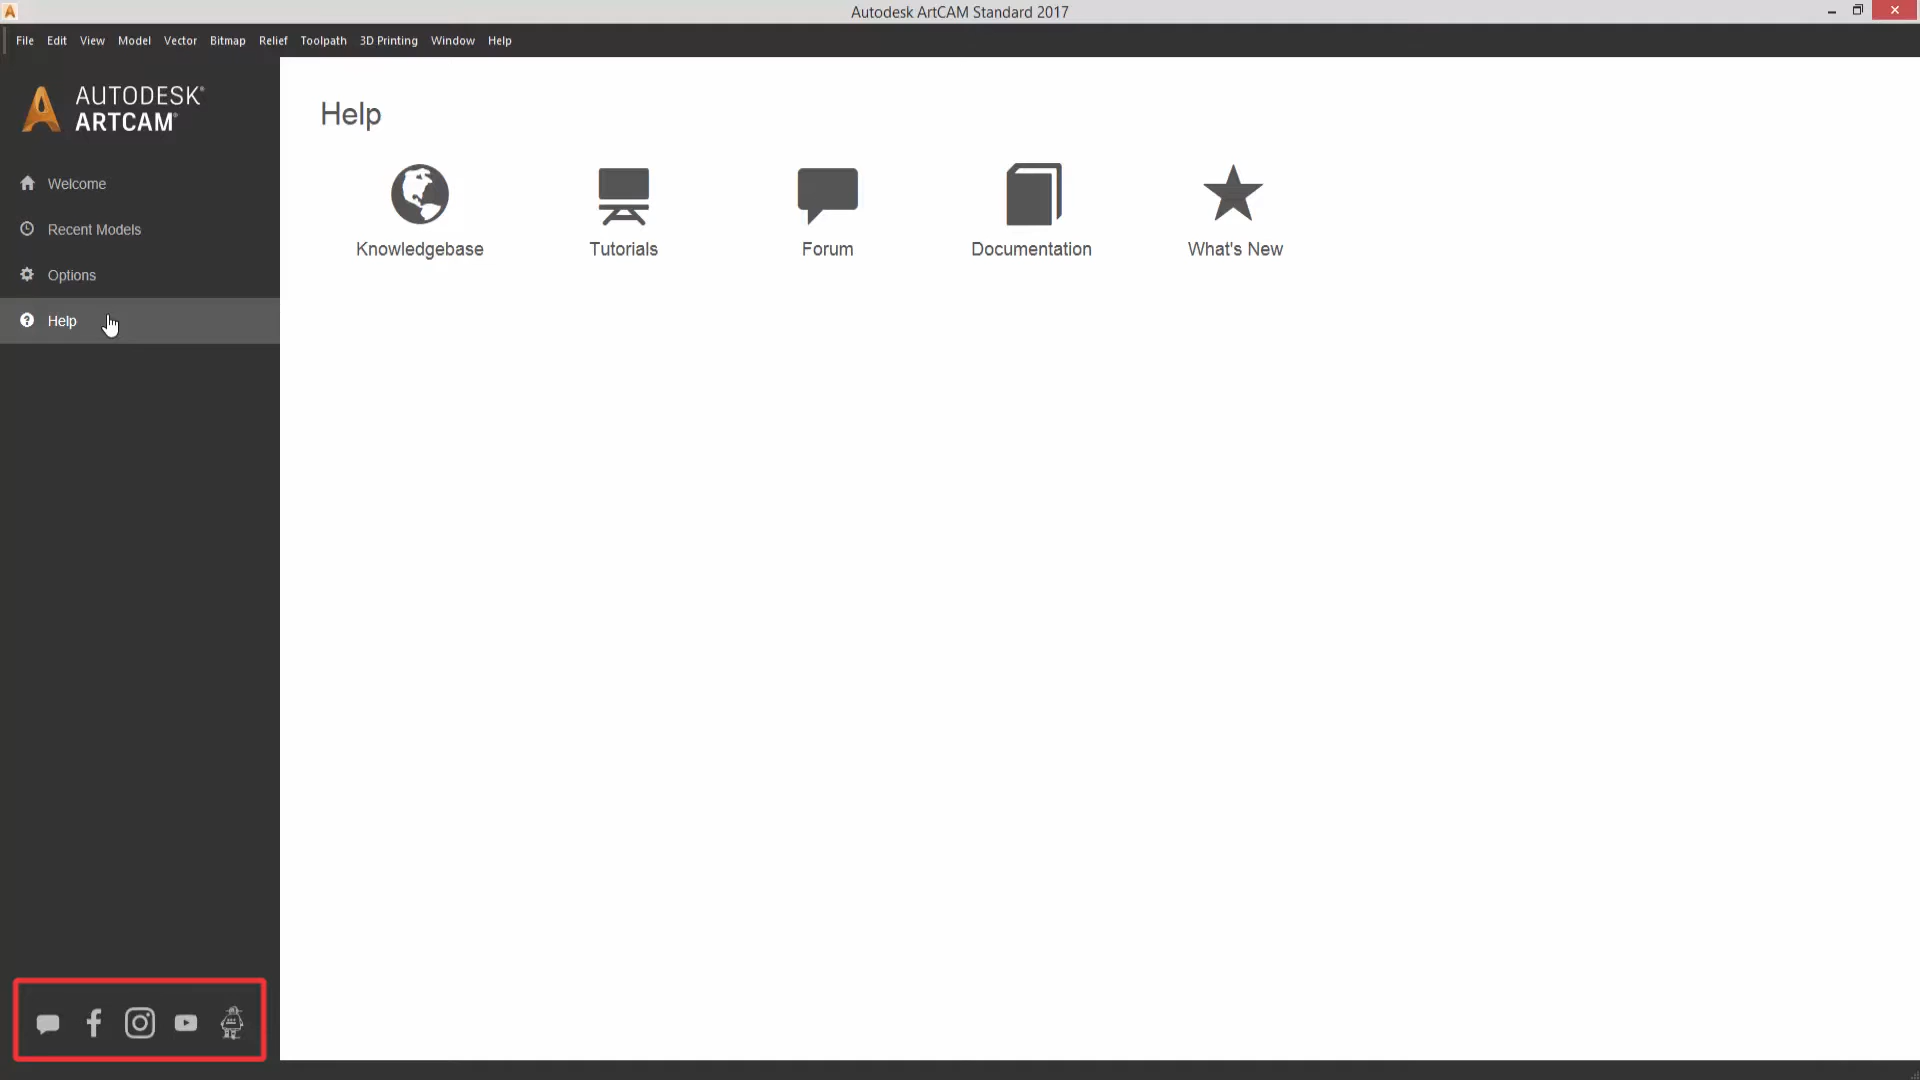 Autodesk ArtCAM Standard 2017
File Edit View Model Vector Bitmap Relief Toolpath 3D Printing Window Help
AUTODESK®
ARTCAM®
Welcome
Recent Models
Options
Help
Help
Knowledgebase Tutorials Forum Documentation What's New